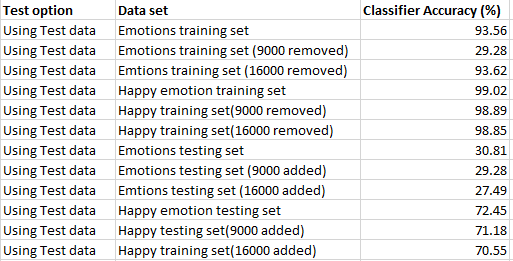 Test option Data set Classifier Accuracy (%)
Using Test data Emotions training set 93.56
Using Test data Emotions training set (9000 removed) 29.28
Using Test data Emtions training set (16000 removed) 93.62
Using Test data Happy emotion training set 99.02
Using Test data Happy training set(9000 removed) 98.89
Using Test data Happy training set(16000 removed) 98.85
Using Test data Emotions testing set 30.81
Using Test data Emotions testing set (9000 added) 29.28
Using Test data Emtions testing set (16000 added) 27.49
Using Test data Happy emotion testing set 72.45
Using Test data Happy testing set(9000 added) 71.18
Using Test data Happy training set(16000 added) 70.55